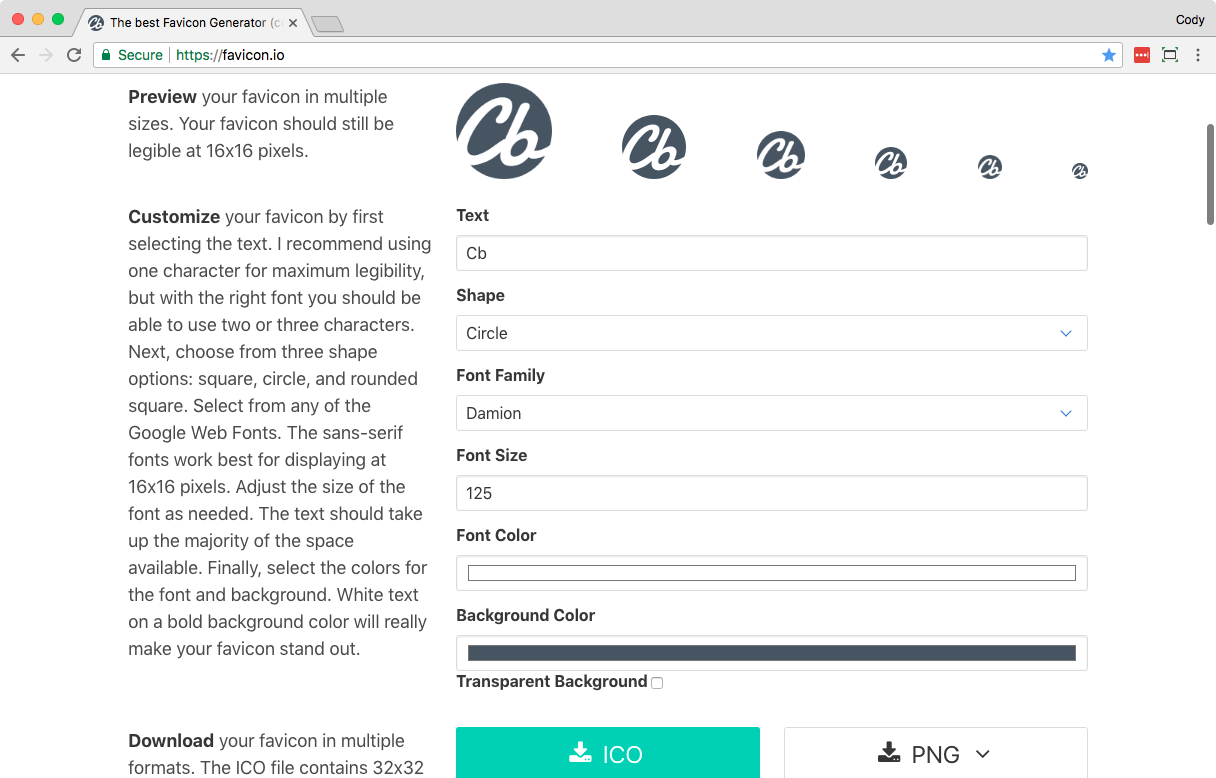 The best Favicon Generator (c
Cody
Secure
https://favicon.io
Preview your favicon in multiple
sizes. Your favicon should still be
legible at 16x16 pixels.
Cb Cb Cb Cb Cb Cb
Customize your favicon by first
selecting the text. I recommend using
one character for maximum legibility,
but with the right font you should be
able to use two or three characters.
Next, choose from three shape
options: square, circle, and rounded
square. Select from any of the
Google Web Fonts. The sans-serif
fonts work best for displaying at
16x16 pixels. Adjust the size of the
font as needed. The text should take
up the majority of the space
available. Finally, select the colors for
the font and background. White text
on a bold background color will really
make your favicon stand out.
Text
Cb
Shape
Circle
Font Family
Damion
Font Size
125
Font Color
Background Color
Transparent Background
Download your favicon in multiple
formats. The ICO file contains 32x32
ICO
PNG